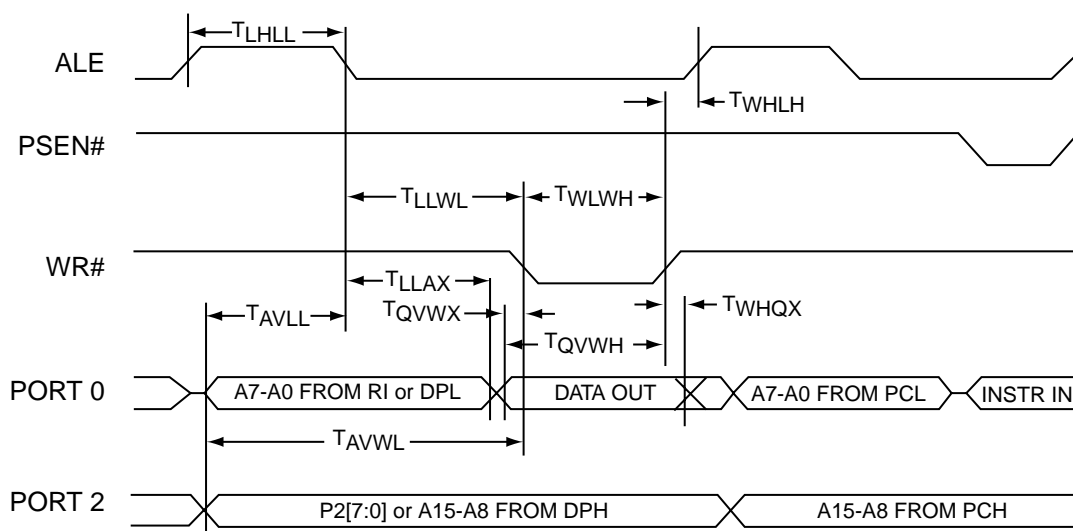 TLHLL
ALE
TWHLH
PSEN#
TLLWL
TWLWH
WR#
TLLAX
TAVLL
TQVWX
TWHQX
TQVWH
PORT 0
A7-A0 FROM RI or DPL
DATA OUT
A7-A0 FROM PCL
INSTR IN
TAVWL
PORT 2
P2[7:0] or A15-A8 FROM DPH
A15-A8 FROM PCH